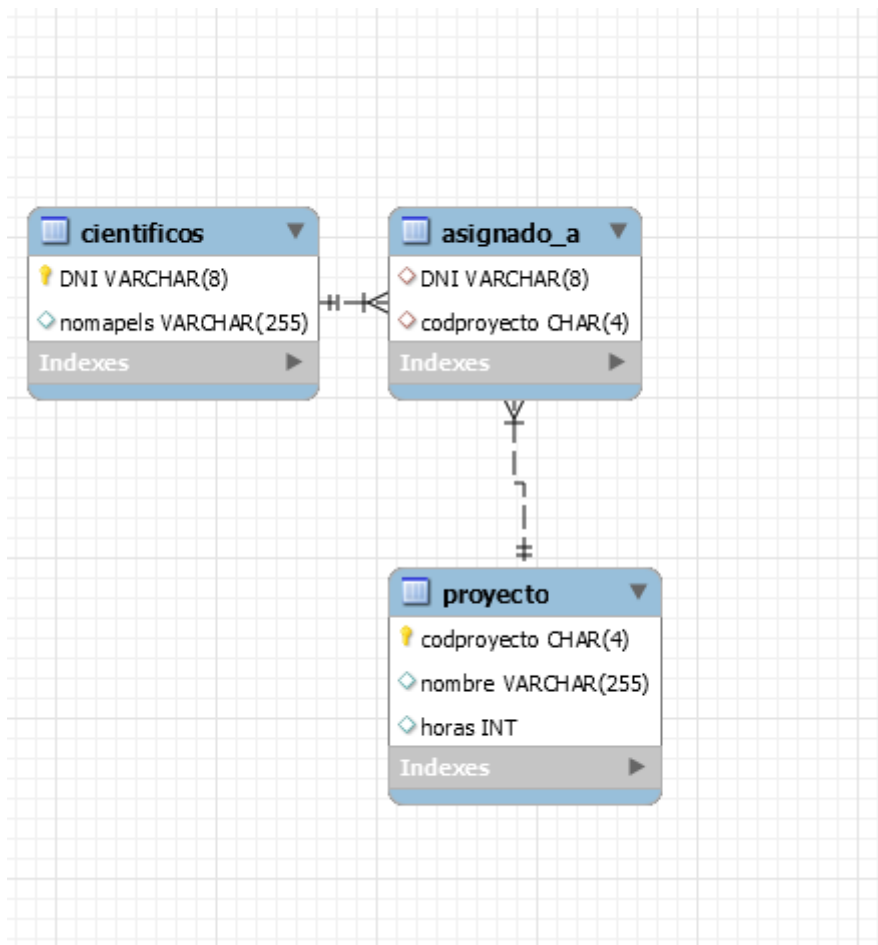 cientificos
DNI VARCHAR(8)
nomapels VARCHAR(255)
Indexes
asignado_a
DNI VARCHAR(8)
codproyecto CHAR(4)
Indexes
proyecto
codproyecto CHAR(4)
nombre VARCHAR(255)
horas INT
Indexes